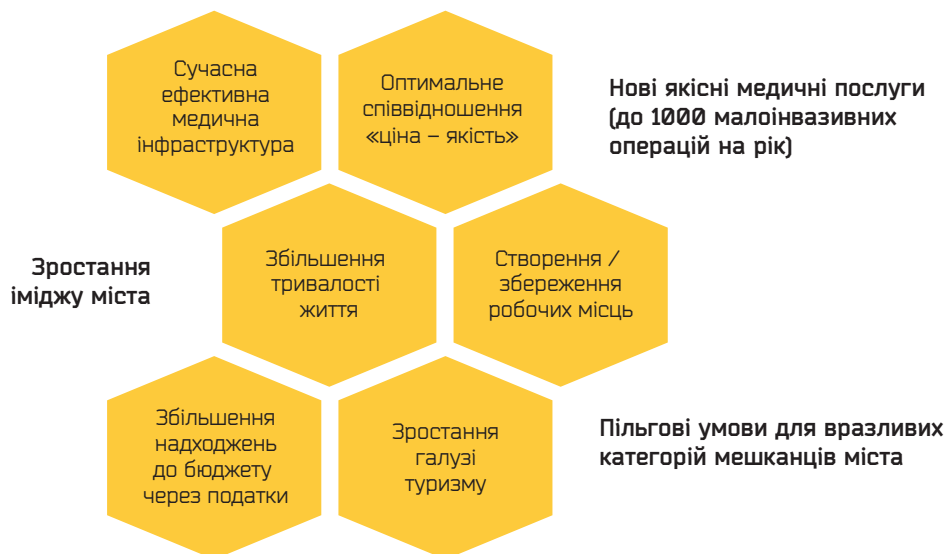 Сучасна
ефективна
медична
інфраструктура
Оптимальне
співвідношення
«ціна – якість»
Нові якісні медичні послуги
(до 1000 малоінвазивних
операцій на рік)
Зростання
іміджу міста
Збільшення
тривалості
життя
Створення /
збереження
робочих місць
Збільшення
надходжень
до бюджету
через податки
Зростання
галузі
туризму
Пільгові умови для вразливих
категорій мешканців міста